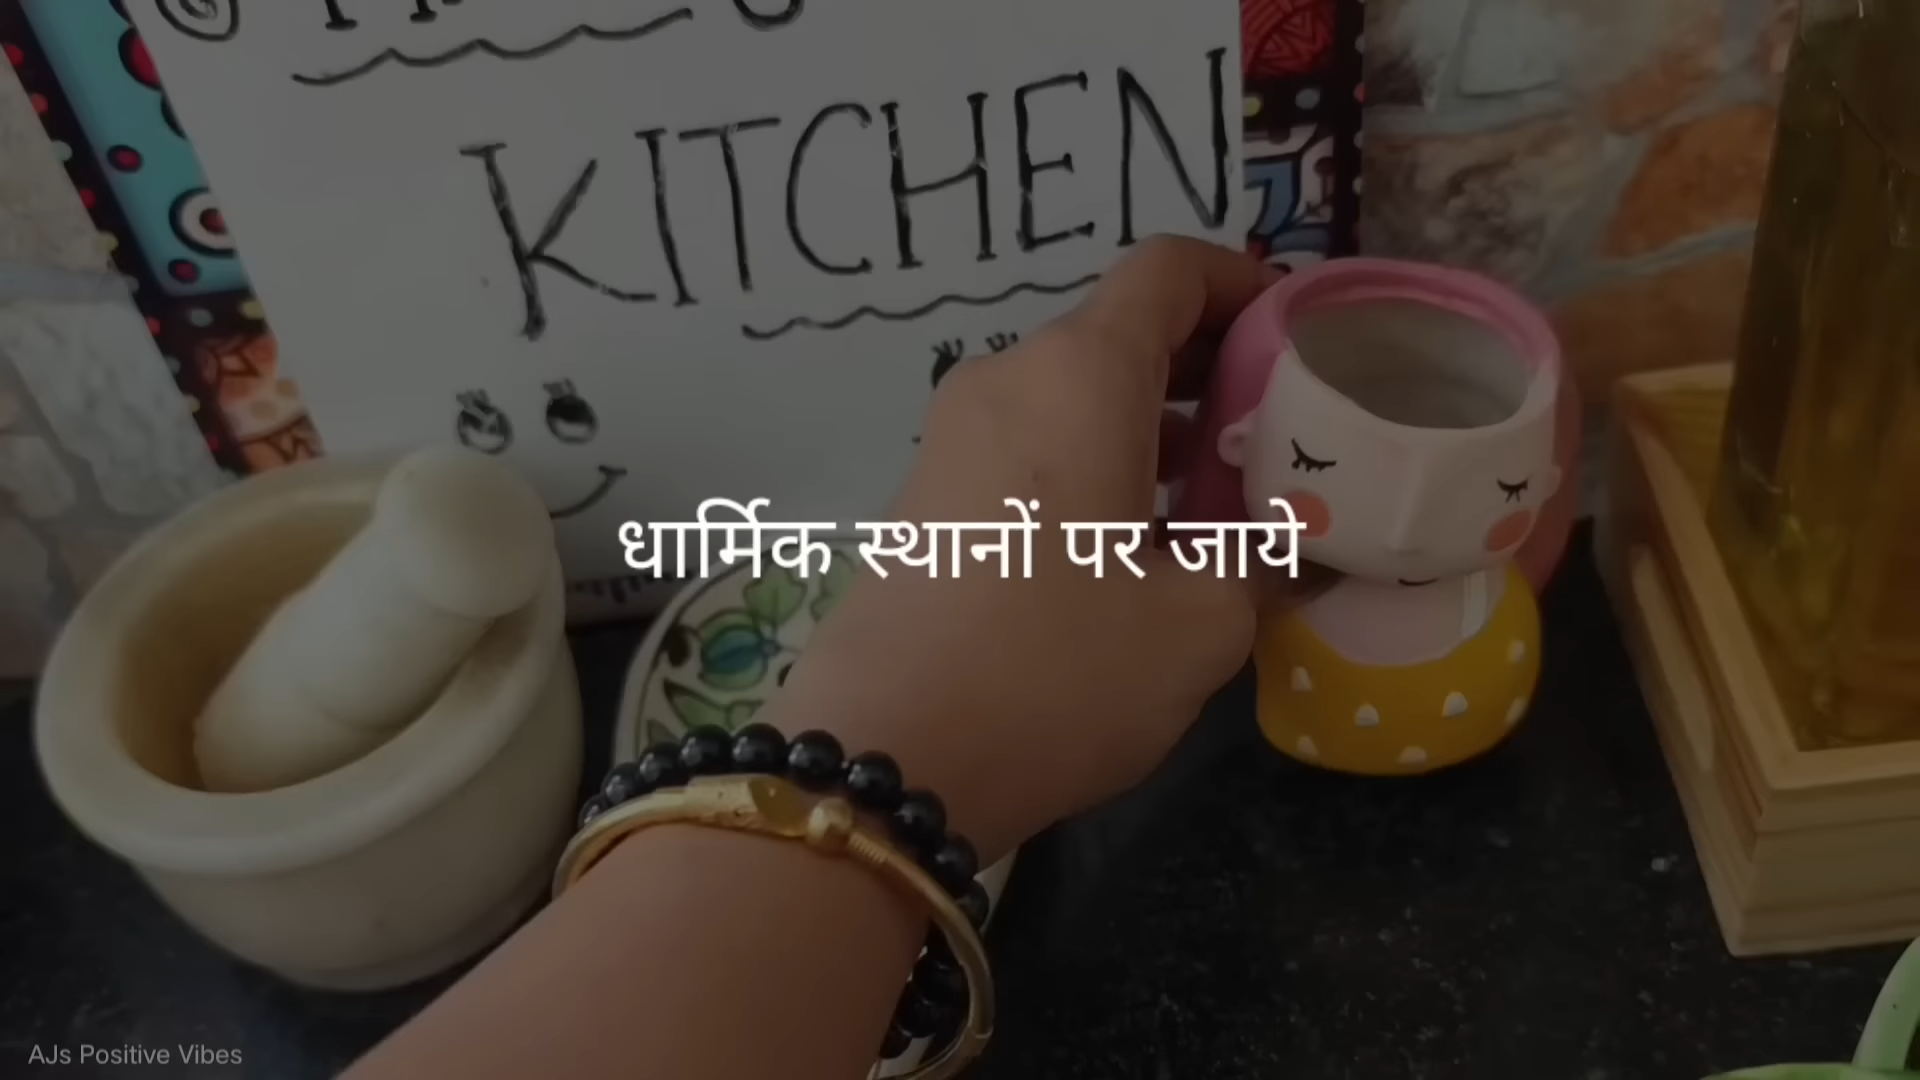 KITCHEN
धार्मिक स्थानों पर जाये
AJs Positive Vibes